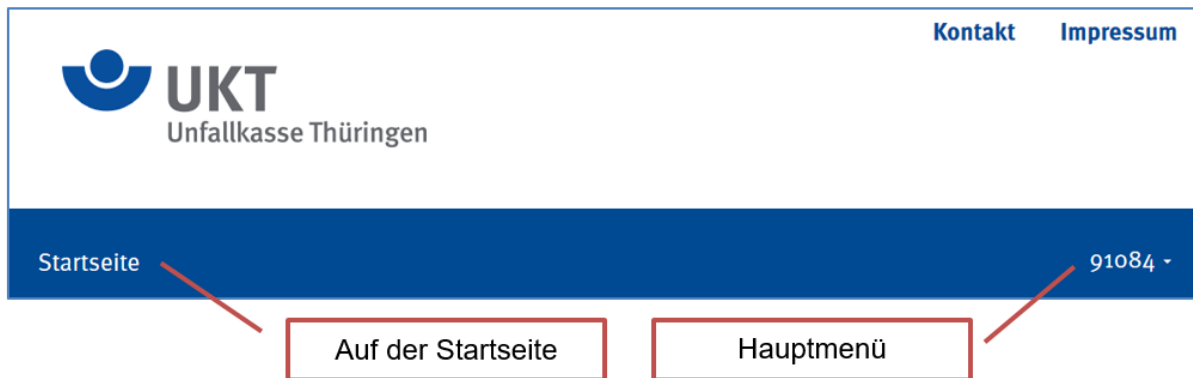 Kontakt Impressum
UKT
Unfallkasse Thüringen
Startseite 91084
Auf der Startseite Hauptmenü